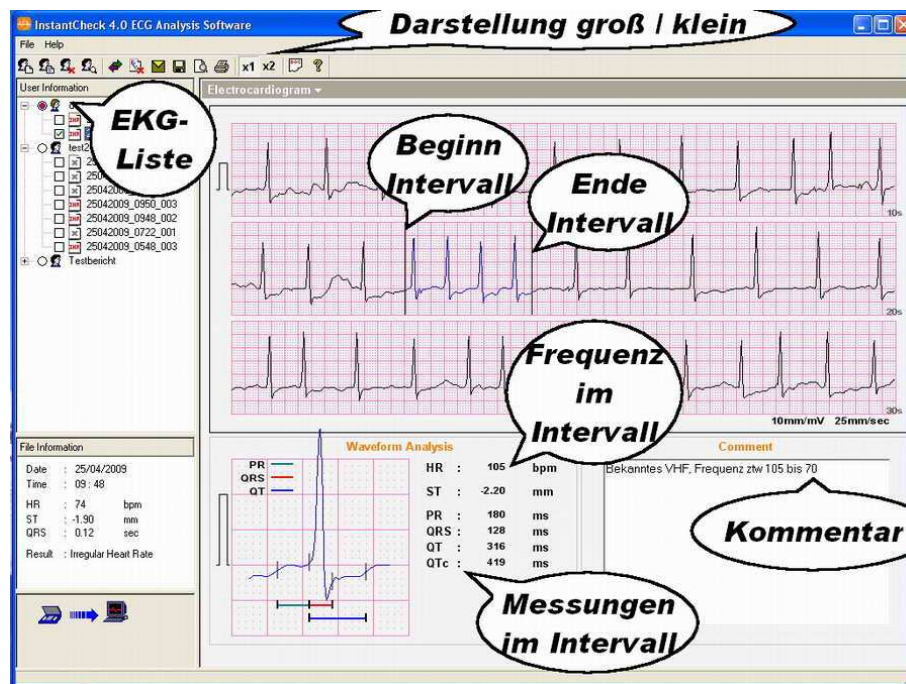 InstantCheck 4.0 ECG Analysis Software
Darstellung groß / klein
File Help
x1 x2
User Information
Electrocardiogram
EKG-
Liste
Beginn
Intervall
Ende
Intervall
25042009_0950_003
25042009_0948_002
25042009_0722_001
25042009_0548_003
Testbericht
10s
20s
30s
Frequenz
im
Intervall
10mm/mV 25mm/sec
File Information
Date : 25/04/2009
Time : 09 : 48
HR : 74 bpm
ST : -1.90 mm
QRS : 0.12 sec
Result : Irregular Heart Rate
Waveform Analysis
PR
QRS
QT
HR : 105 bpm
ST : -2.20 mm
PR : 180 ms
QRS : 128 ms
QT : 316 ms
QTc : 419 ms
Comment
Bekanntes VHF, Frequenz ztw 105 bis 70
Kommentar
Messungen
im Intervall